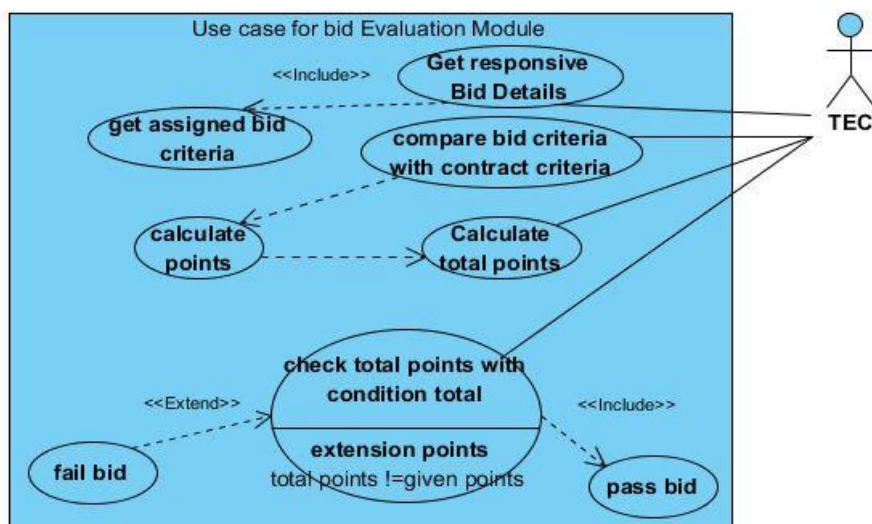 Use case for bid Evaluation Module
<<Include>>
Get responsive
Bid Details
get assigned bid
criteria
compare bid criteria
with contract criteria
TEC
calculate
points
Calculate
total points
check total points with
condition total
<<Extend>>
<<Include>>
extension points
total points !=given points
fail bid
pass bid